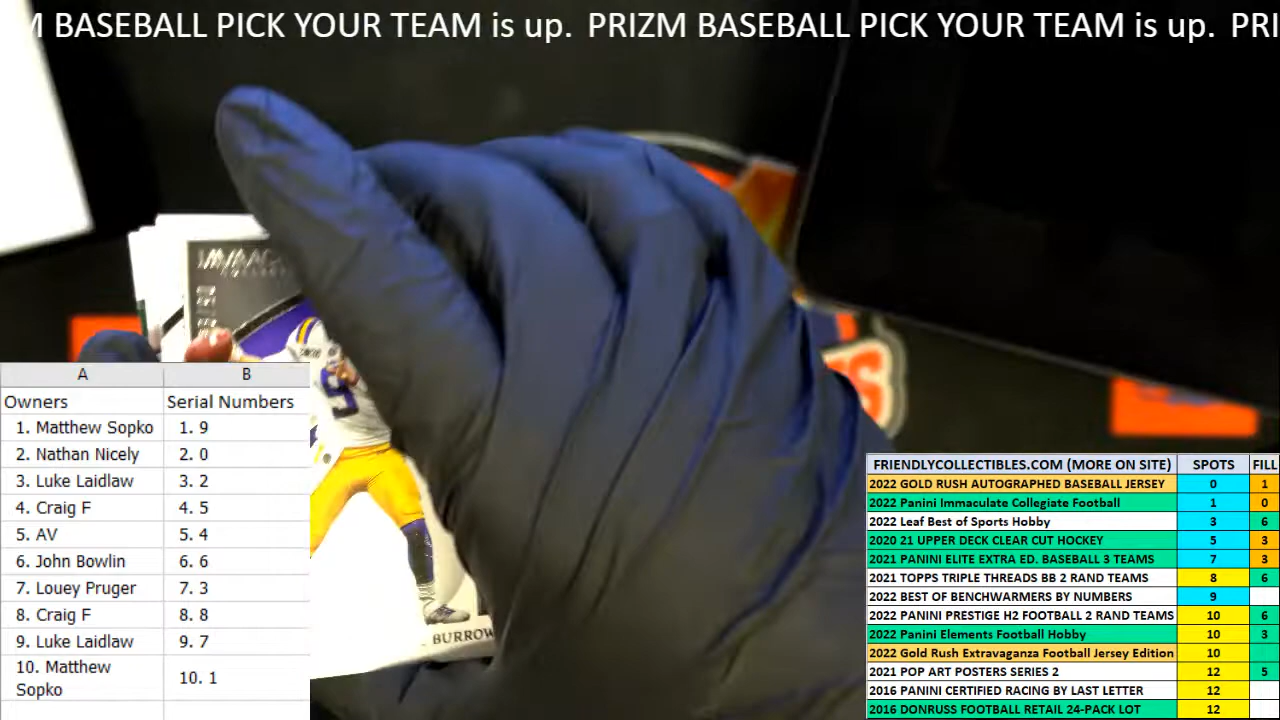 M BASEBALL PICK YOUR TEAM is up. PRIZM BASEBALL PICK YOUR TEAM is up. PRI
BURROW
A B
Owners Serial Numbers
1. Matthew Sopko 1. 9
2. Nathan Nicely 2. 0
3. Luke Laidlaw 3. 2
4. Craig F 4. 5
5. AV 5. 4
6. John Bowlin 6. 6
7. Louey Pruger 7. 3
8. Craig F 8. 8
9. Luke Laidlaw 9. 7
10. Matthew
Sopko 10. 1
FRIENDLYCOLLECTIBLES.COM (MORE ON SITE) SPOTS FILL
2022 GOLD RUSH AUTOGRAPHED BASEBALL JERSEY 0 1
2022 Panini Immaculate Collegiate Football 1 0
2022 Leaf Best of Sports Hobby 3 6
2020 21 UPPER DECK CLEAR CUT HOCKEY 5 3
2021 PANINI ELITE EXTRA ED. BASEBALL 3 TEAMS 7 3
2021 TOPPS TRIPLE THREADS BB 2 RAND TEAMS 8 6
2022 BEST OF BENCHWARMERS BY NUMBERS 9
2022 PANINI PRESTIGE H2 FOOTBALL 2 RAND TEAMS 10 6
2022 Panini Elements Football Hobby 10 3
2022 Gold Rush Extravaganza Football Jersey Edition 10
2021 POP ART POSTERS SERIES 2 12 5
2016 PANINI CERTIFIED RACING BY LAST LETTER 12
2016 DONRUSS FOOTBALL RETAIL 24-PACK LOT 12